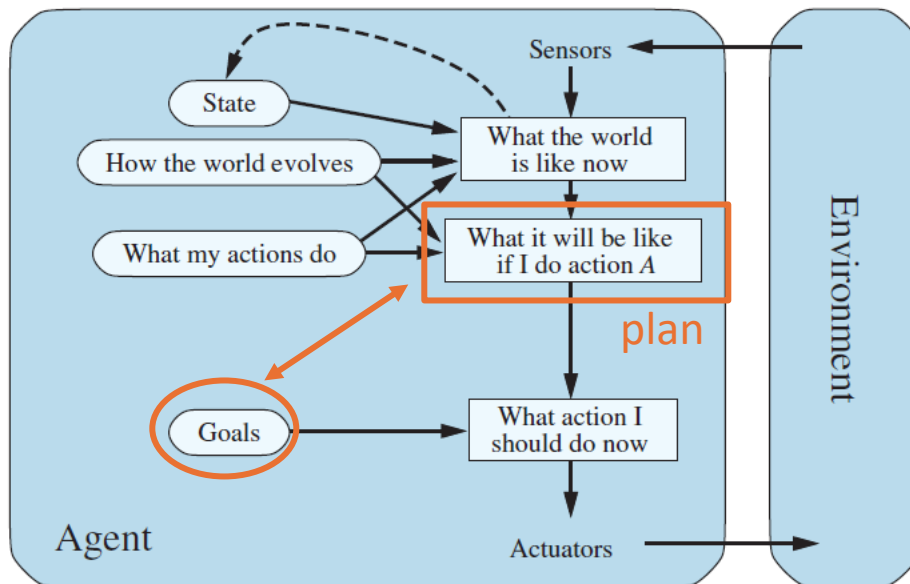 Sensors
State
What the world
is like now
How the world evolves
What it will be like
if I do action A
What my actions do
plan
Goals
What action I
should do now
Agent
Actuators
Environment